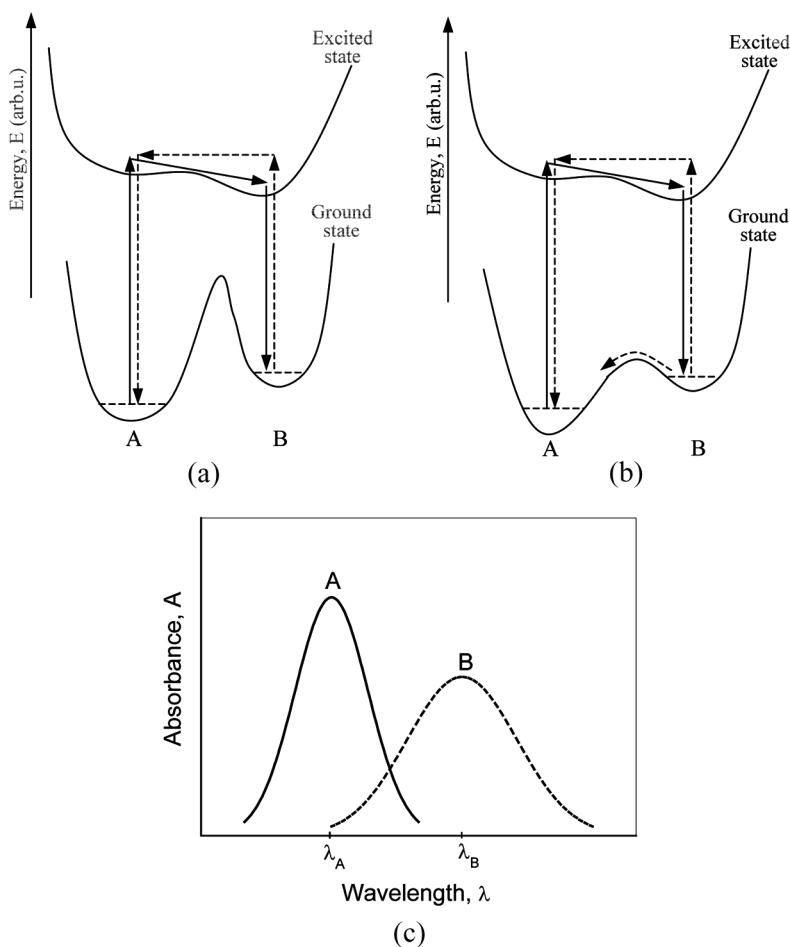 Energy, E (arb.u.)
Excited
state
Ground
state
A
B
(a)
Energy, E (arb.u.)
Excited
state
Ground
state
A
B
(b)
Absorbance, A
A
B
λA
λB
Wavelength, λ
(c)